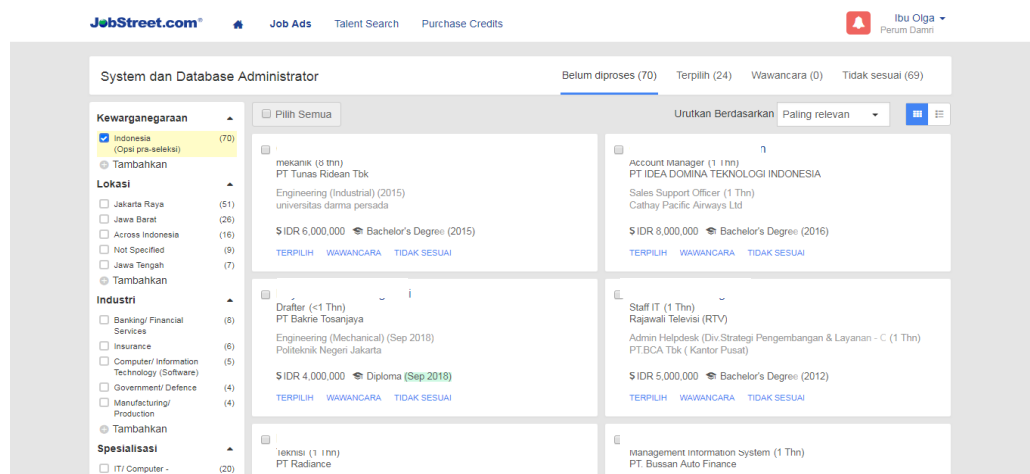 JobStreet.com®
Job Ads
Talent Search
Purchase Credits
Ibu Olga
Perum Damri
System dan Database Administrator
Belum diproses (70)
Terpilih (24)
Wawancara (0)
Tidak sesuai (69)
Kewarganegaraan
Indonesia (70)
(Opsi pra-seleksi)
Tambahkan
Lokasi
Jakarta Raya (51)
Jawa Barat (26)
Across Indonesia (16)
Not Specified (9)
Jawa Tengah (7)
Tambahkan
Industri
Banking/ Financial (8)
Services
Insurance (6)
Computer/ Information (5)
Technology (Software)
Government/ Defence (4)
Manufacturing/ (4)
Production
Tambahkan
Spesialisasi
IT/ Computer - (20)
Pilih Semua
Urutkan Berdasarkan Paling relevan
mekanik (8 thn)
PT Tunas Ridean Tbk
Engineering (Industrial) (2015)
universitas darma persada
$ IDR 6,000,000 Bachelor's Degree (2015)
TERPILIH WAWANCARA TIDAK SESUAI
Account Manager (1 Thn)
PT IDEA DOMINA TEKNOLOGI INDONESIA
Sales Support Officer (1 Thn)
Cathay Pacific Airways Ltd
$ IDR 8,000,000 Bachelor's Degree (2016)
TERPILIH WAWANCARA TIDAK SESUAI
Drafter (<1 Thn)
PT Bakrie Tosanjaya
Engineering (Mechanical) (Sep 2018)
Politeknik Negeri Jakarta
$ IDR 4,000,000 Diploma (Sep 2018)
TERPILIH WAWANCARA TIDAK SESUAI
Staff IT (1 Thn)
Rajawali Televisi (RTV)
Admin Helpdesk (Div.Strategi Pengembangan & Layanan - C (1 Thn)
PT.BCA Tbk ( Kantor Pusat)
$ IDR 5,000,000 Bachelor's Degree (2012)
TERPILIH WAWANCARA TIDAK SESUAI
Teknisi (1 Thn)
PT Radiance
Management Information System (1 Thn)
PT. Bussan Auto Finance